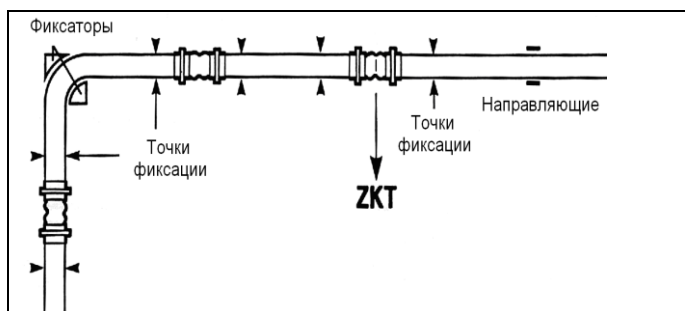 Фиксаторы
Направляющие
Точки
фиксации
Точки
фиксации
ZKT